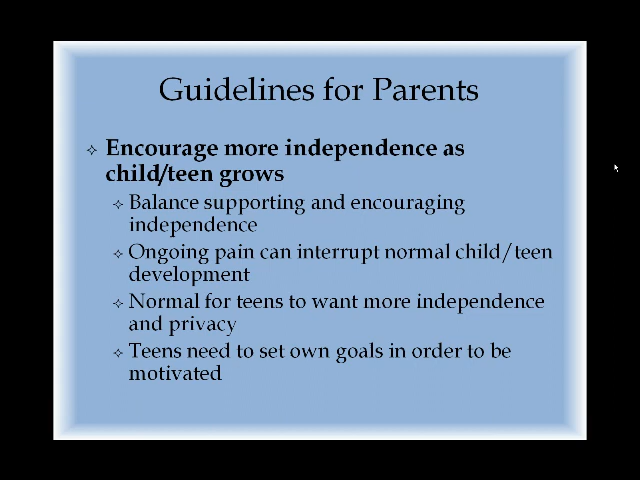 Guidelines for Parents
✧ Encourage more independence as
child/teen grows
✧ Balance supporting and encouraging
independence
✧ Ongoing pain can interrupt normal child/teen
development
✧ Normal for teens to want more independence
and privacy
✧ Teens need to set own goals in order to be
motivated